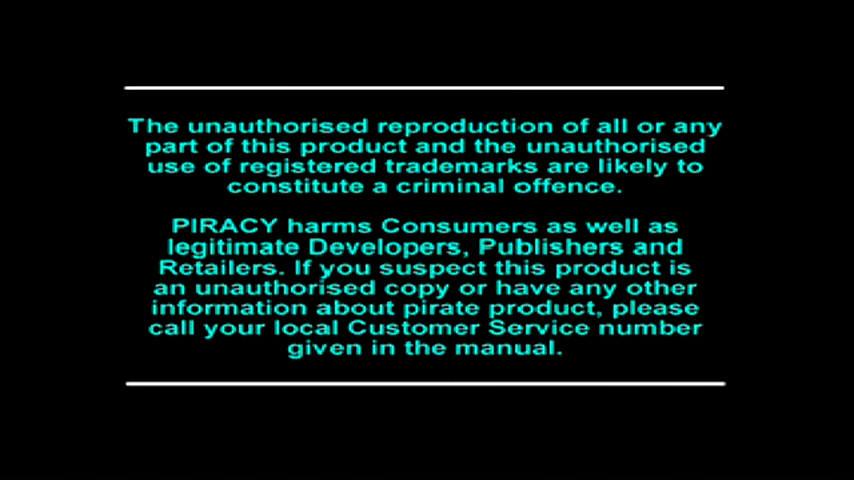 The unauthorised reproduction of all or any
part of this product and the unauthorised
use of registered trademarks are likely to
constitute a criminal offence.
PIRACY harms Consumers as well as
legitimate Developers, Publishers and
Retailers. If you suspect this product is
an unauthorised copy or have any other
information about pirate product, please
call your local Customer Service number
given in the manual.